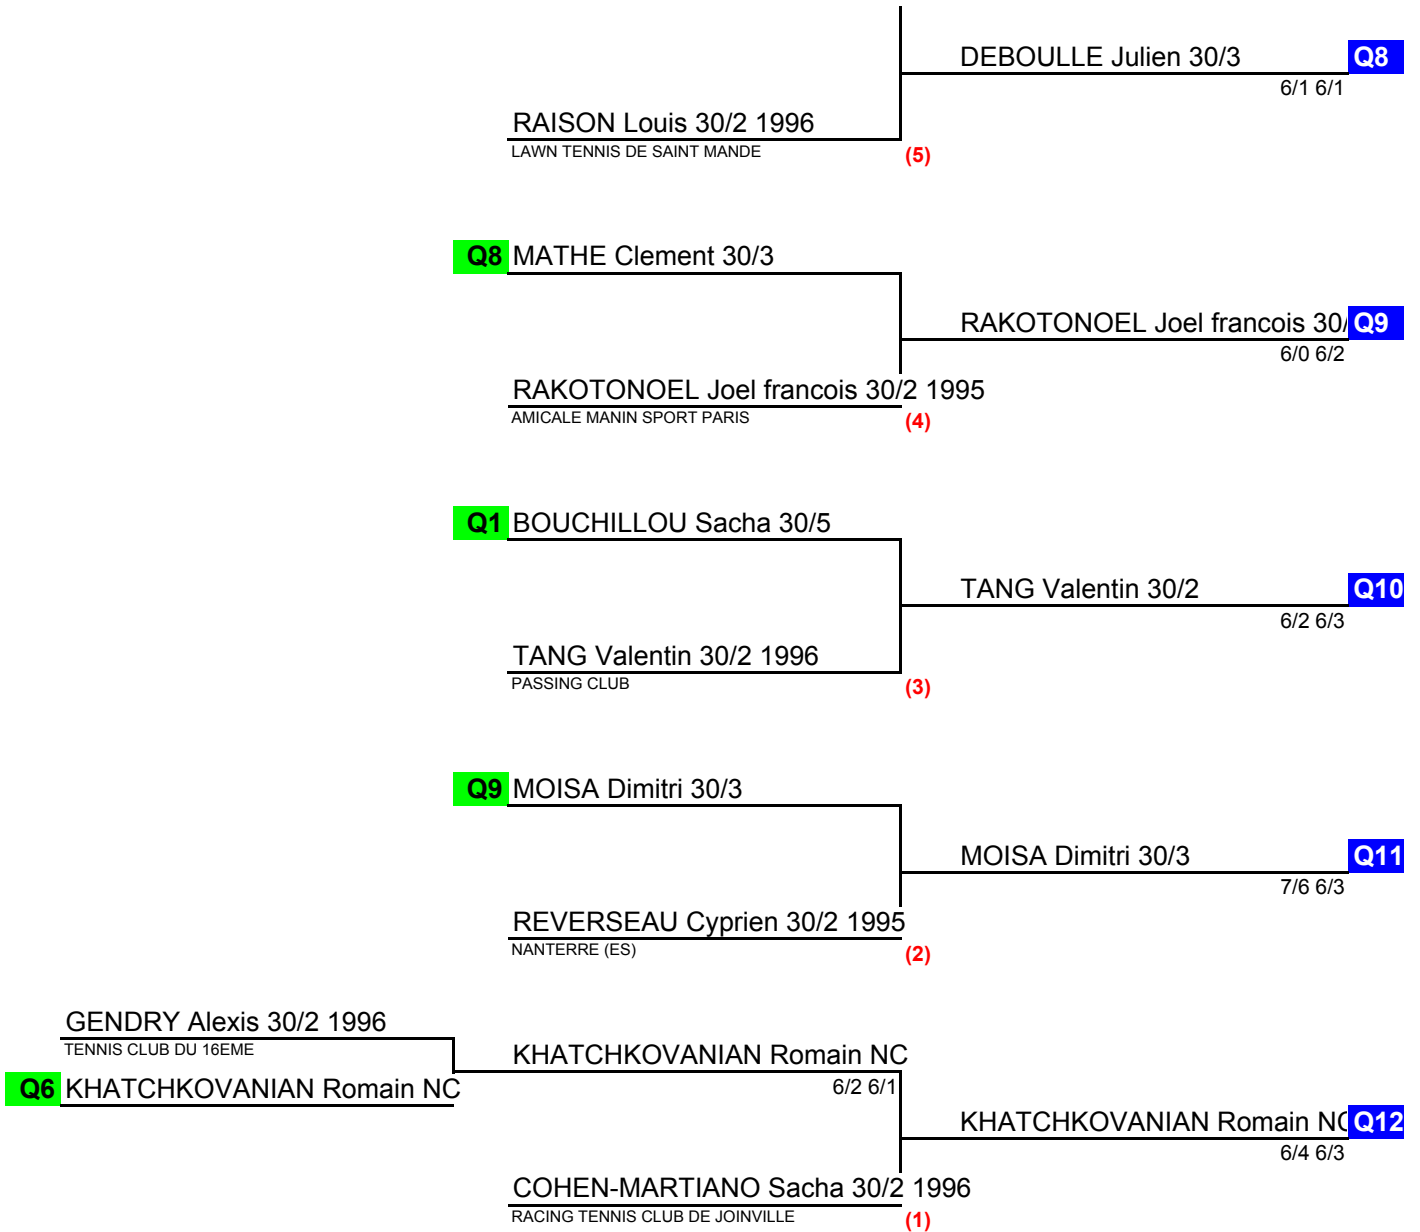 DEBOULLE Julien 30/3 Q8
6/1 6/1
RAISON Louis 30/2 1996
LAWN TENNIS DE SAINT MANDE (5)
Q8 MATHE Clement 30/3
RAKOTONOEL Joel francois 30/ Q9
6/0 6/2
RAKOTONOEL Joel francois 30/2 1995
AMICALE MANIN SPORT PARIS (4)
Q1 BOUCHILLOU Sacha 30/5
TANG Valentin 30/2 Q10
6/2 6/3
TANG Valentin 30/2 1996
PASSING CLUB (3)
Q9 MOISA Dimitri 30/3
MOISA Dimitri 30/3 Q11
7/6 6/3
REVERSEAU Cyprien 30/2 1995
NANTERRE (ES) (2)
GENDRY Alexis 30/2 1996
TENNIS CLUB DU 16EME
KHATCHKOVANIAN Romain NC
6/2 6/1
Q6 KHATCHKOVANIAN Romain NC
KHATCHKOVANIAN Romain NC Q12
6/4 6/3
COHEN-MARTIANO Sacha 30/2 1996
RACING TENNIS CLUB DE JOINVILLE (1)